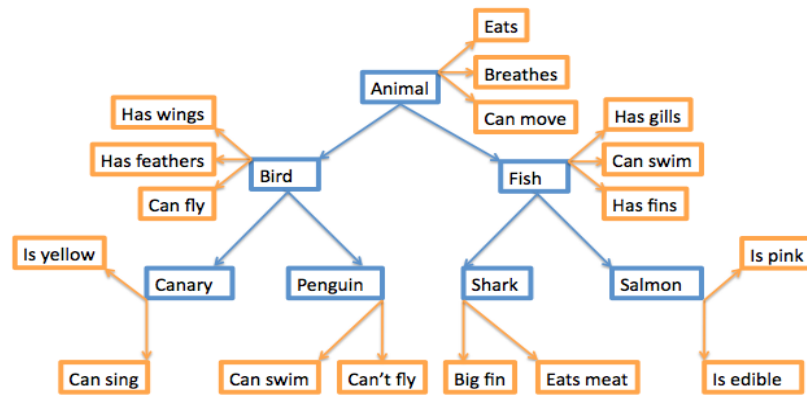 Eats
Animal
Breathes
Can move
Has wings
Has feathers
Can fly
Bird
Fish
Has gills
Can swim
Has fins
Is yellow
Canary
Penguin
Shark
Salmon
Is pink
Can sing
Can swim
Can't fly
Big fin
Eats meat
Is edible